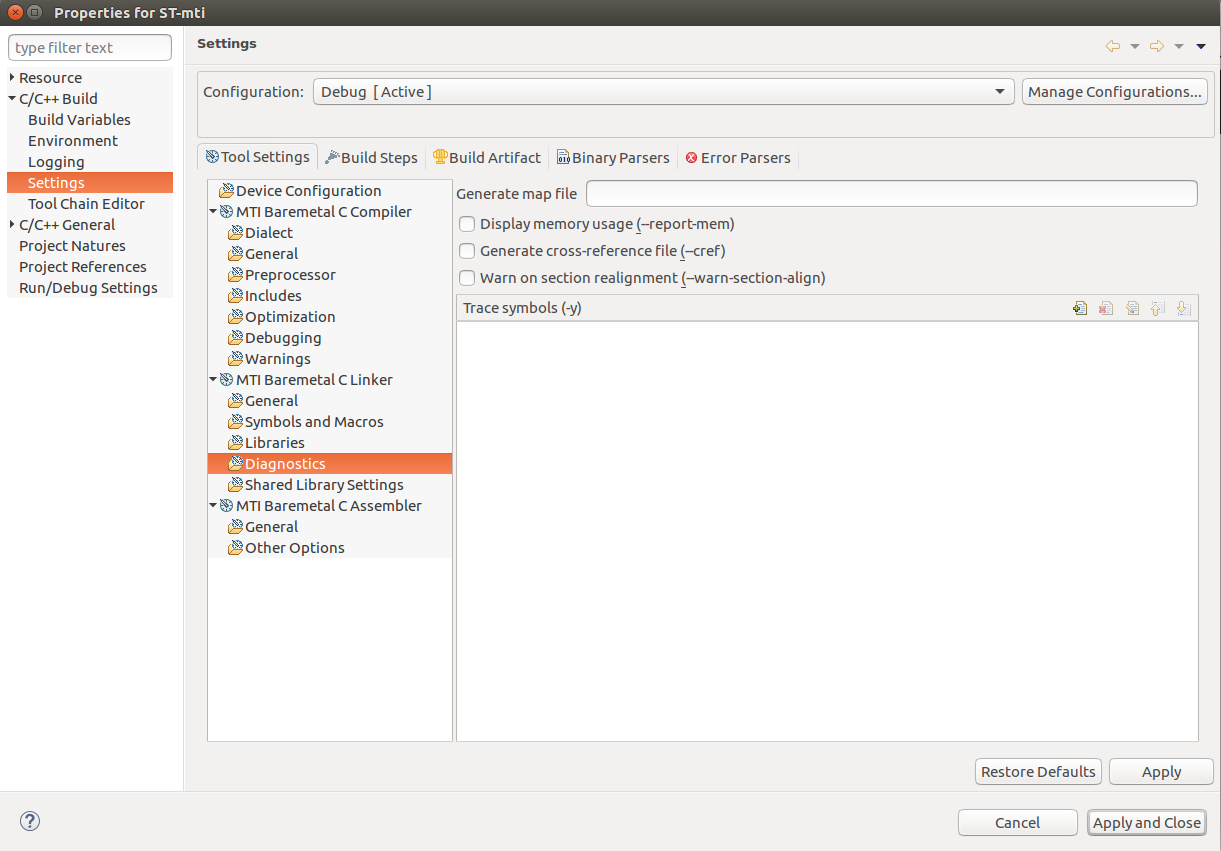 Properties for ST-mti
type filter text
Resource
C/C++ Build
Build Variables
Environment
Logging
Settings
Tool Chain Editor
C/C++ General
Project Natures
Project References
Run/Debug Settings
Settings
Configuration: Debug [ Active ] Manage Configurations...
Tool Settings Build Steps Build Artifact Binary Parsers Error Parsers
Device Configuration
MTI Baremetal C Compiler
Dialect
General
Preprocessor
Includes
Optimization
Debugging
Warnings
MTI Baremetal C Linker
General
Symbols and Macros
Libraries
Diagnostics
Shared Library Settings
MTI Baremetal C Assembler
General
Other Options
Generate map file
Display memory usage (--report-mem)
Generate cross-reference file (--cref)
Warn on section realignment (--warn-section-align)
Trace symbols (-y)
Restore Defaults Apply
? Cancel Apply and Close